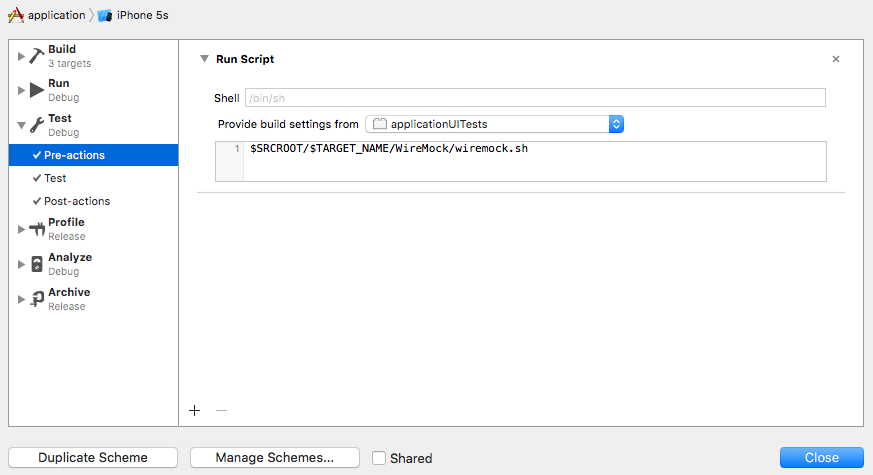 application iPhone 5s
Build
3 targets
Run
Debug
Test
Debug
Pre-actions
Test
Post-actions
Profile
Release
Analyze
Debug
Archive
Release
Run Script
Shell /bin/sh
Provide build settings from applicationUITests
1 $SRCROOT/$TARGET_NAME/WireMock/wiremock.sh
Duplicate Scheme Manage Schemes... Shared Close